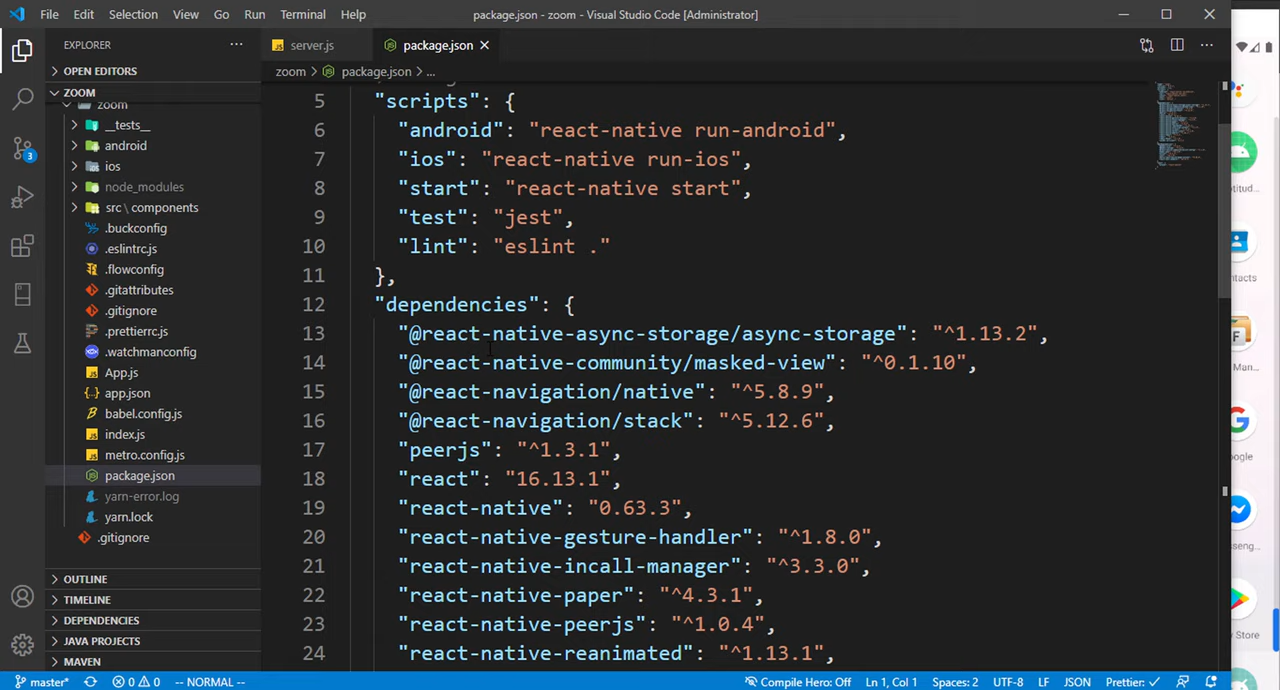 File Edit Selection View Go Run Terminal Help
package.json - zoom - Visual Studio Code [Administrator]
EXPLORER
server.js
package.json
OPEN EDITORS
zoom > package.json > ...
ZOOM
zoom
__tests__
android
ios
node_modules
src \ components
.buckconfig
.eslintrc.js
.flowconfig
.gitattributes
.gitignore
.prettierrc.js
.watchmanconfig
App.js
app.json
babel.config.js
index.js
metro.config.js
package.json
yarn-error.log
yarn.lock
.gitignore
OUTLINE
TIMELINE
DEPENDENCIES
JAVA PROJECTS
MAVEN
3
5 "scripts": {
6 "android": "react-native run-android",
7 "ios": "react-native run-ios",
8 "start": "react-native start",
9 "test": "jest",
10 "lint": "eslint ."
11 },
12 "dependencies": {
13 "@react-native-async-storage/async-storage": "^1.13.2",
14 "@react-native-community/masked-view": "^0.1.10",
15 "@react-navigation/native": "^5.8.9",
16 "@react-navigation/stack": "^5.12.6",
17 "peerjs": "^1.3.1",
18 "react": "16.13.1",
19 "react-native": "0.63.3",
20 "react-native-gesture-handler": "^1.8.0",
21 "react-native-incall-manager": "^3.3.0",
22 "react-native-paper": "^4.3.1",
23 "react-native-peerjs": "^1.0.4",
24 "react-native-reanimated": "^1.13.1",
titud...
ntacts
Man...
ogle
sseng...
Store
master* 0 0 -- NORMAL -- Compile Hero: Off Ln 1, Col 1 Spaces: 2 UTF-8 LF JSON Prettier: ✓